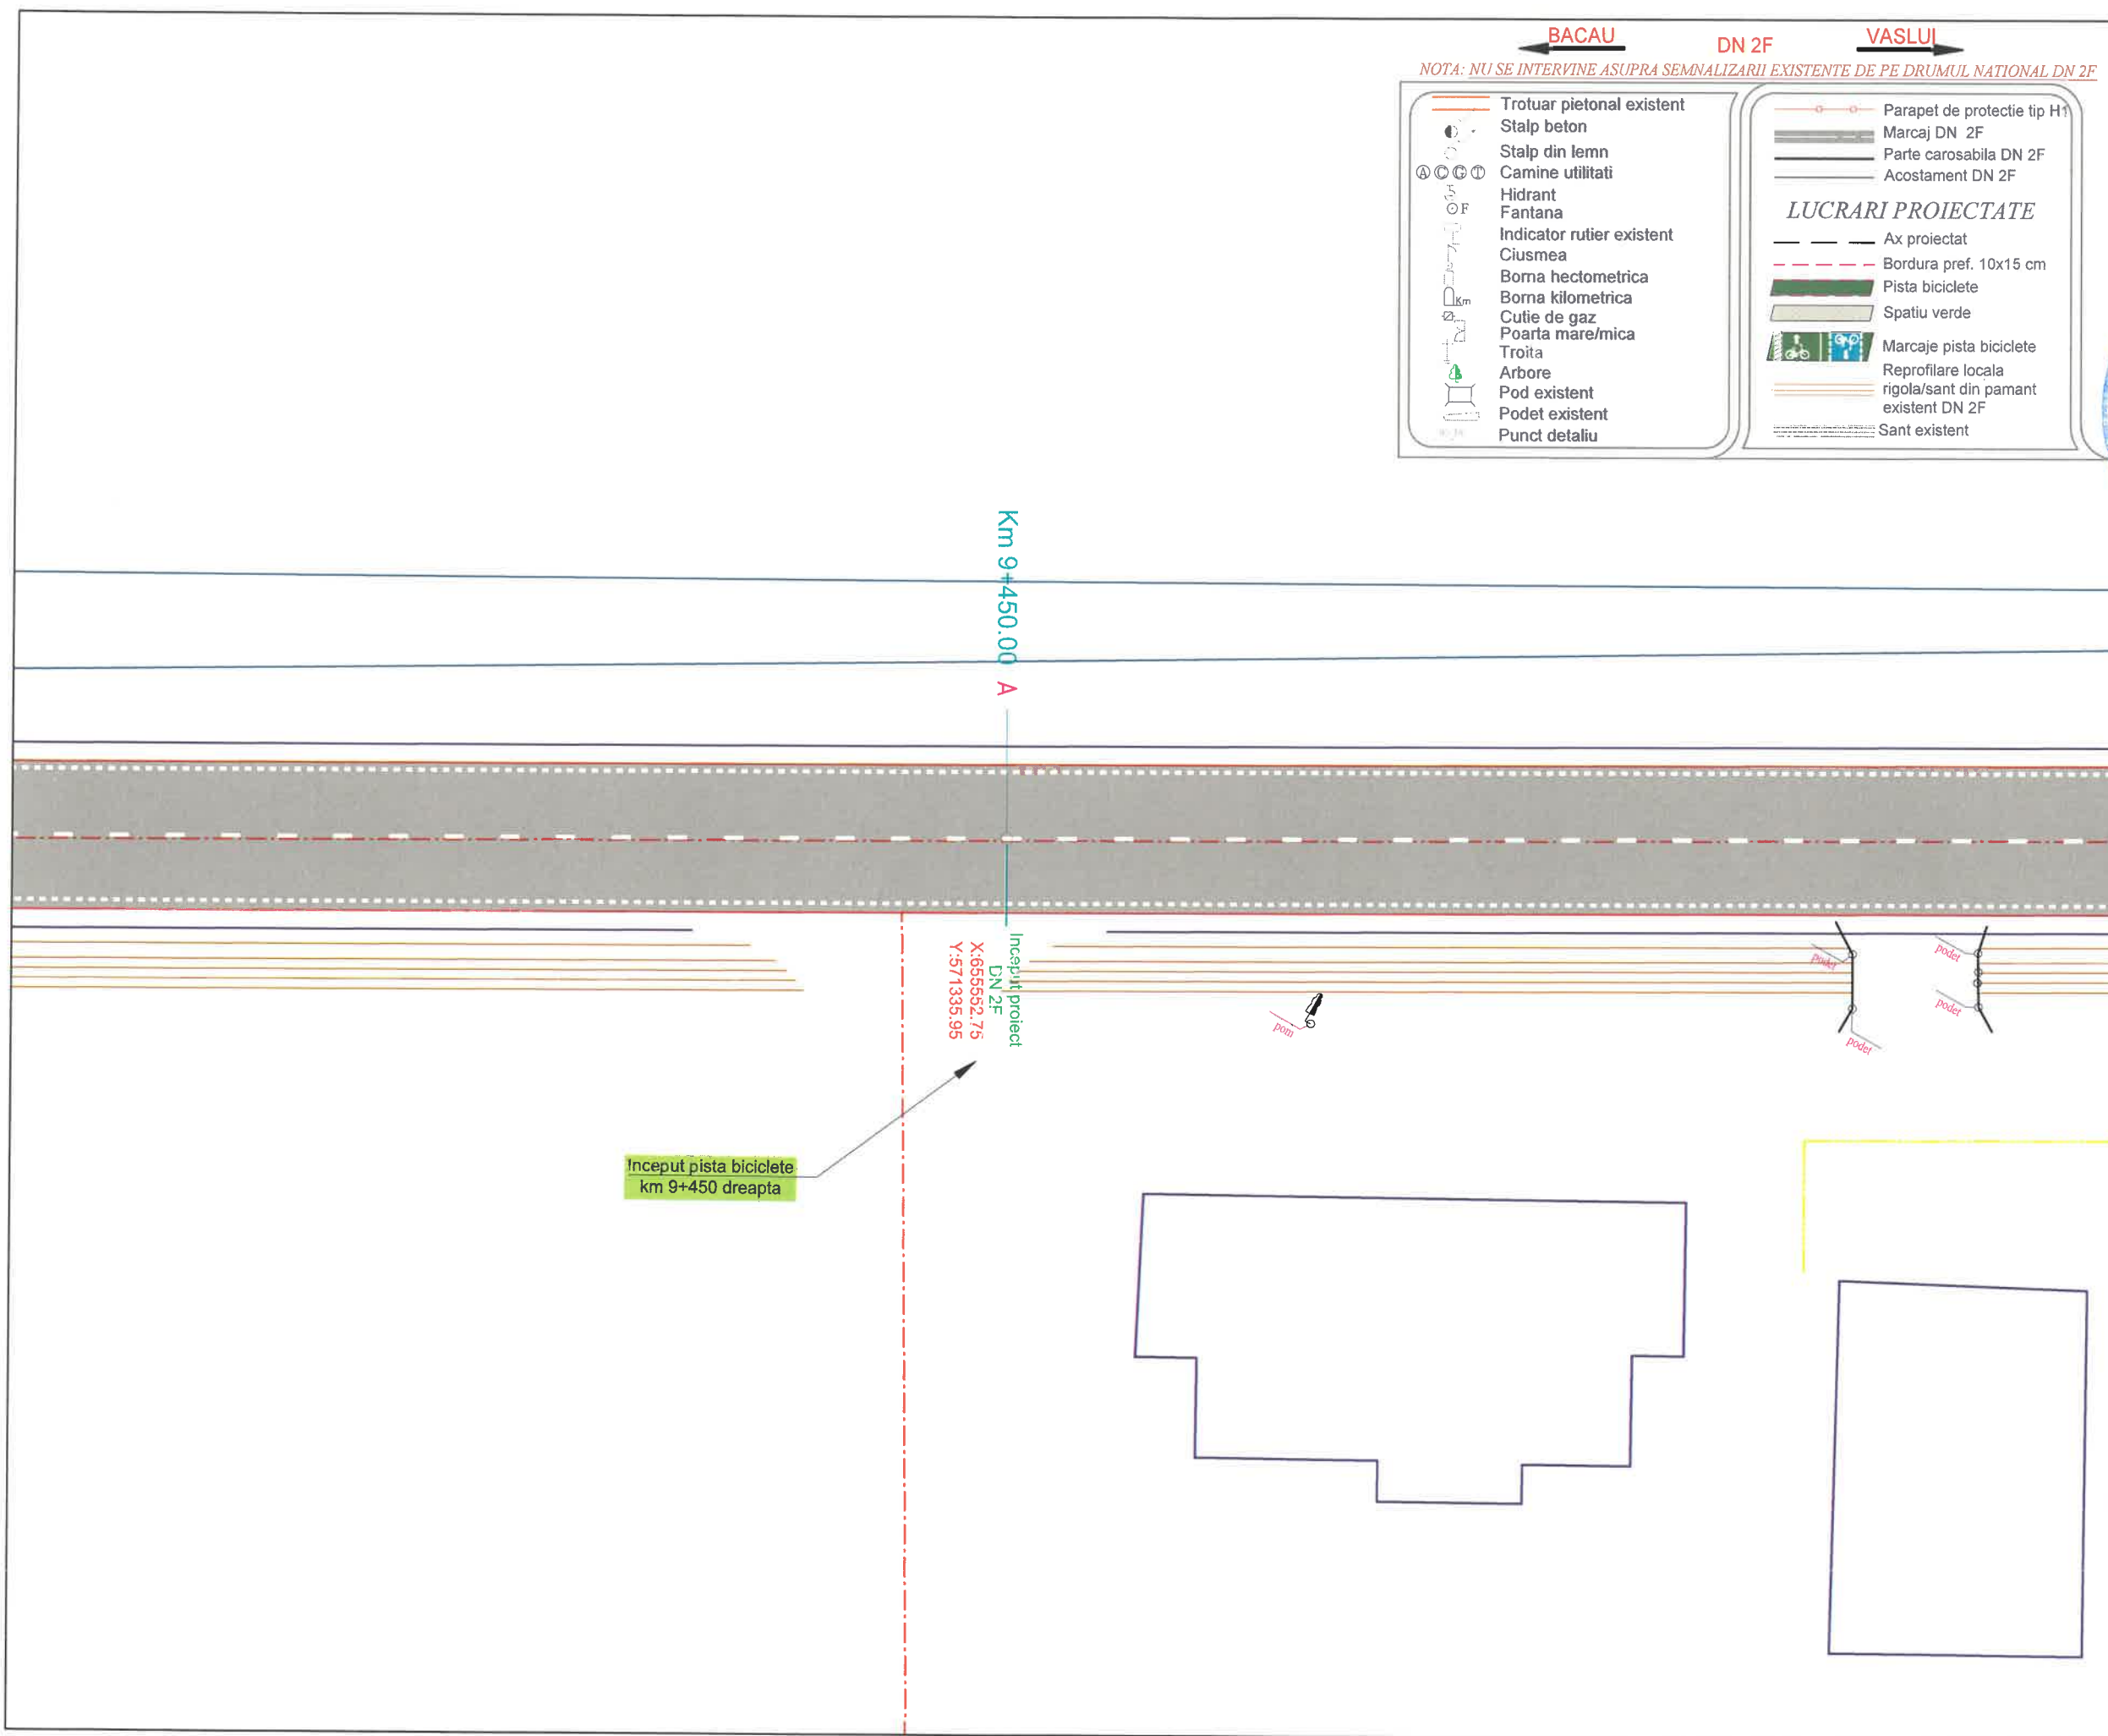 BACAU
DN 2F
VASLUI
NOTA: NU SE INTERVINE ASUPRA SEMNALIZARII EXISTENTE DE PE DRUMUL NATIONAL DN 2F
Trotuar pietonal existent
Stalp beton
Stalp din lemn
A C G T Camine utilitati
Hidrant
F Fantana
Indicator rutier existent
Ciusmea
Borna hectometrica
Km Borna kilometrica
Cutie de gaz
Poarta mare/mica
Troita
Arbore
Pod existent
Podet existent
Punct detaliu
Parapet de protectie tip H1
Marcaj DN 2F
Parte carosabila DN 2F
Acostament DN 2F
LUCRARI PROIECTATE
Ax proiectat
Bordura pref. 10x15 cm
Pista biciclete
Spatiu verde
Marcaje pista biciclete
Reprofilare locala
rigola/sant din pamant
existent DN 2F
Sant existent
Km 9+450.00 A
Inceput proiect
DN 2F
X:655552.75
Y:571335.95
pom
podet
podet
podet
podet
Inceput pista biciclete
km 9+450 dreapta